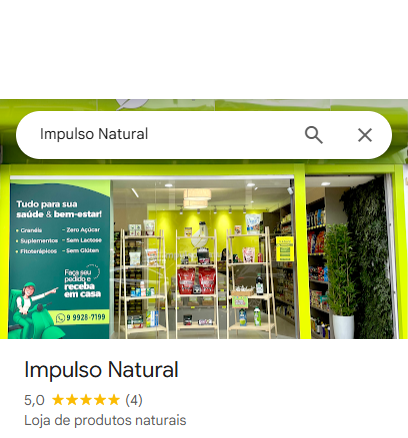 Impulso Natural
Tudo para sua
saúde & bem-estar!
- Granéis - Zero Açúcar
- Suplementos - Sem Lactose
- Fitoterápicos - Sem Glúten
Faça seu
pedido e
receba
em casa
9 9928-7199
Impulso Natural
5,0 (4)
Loja de produtos naturais